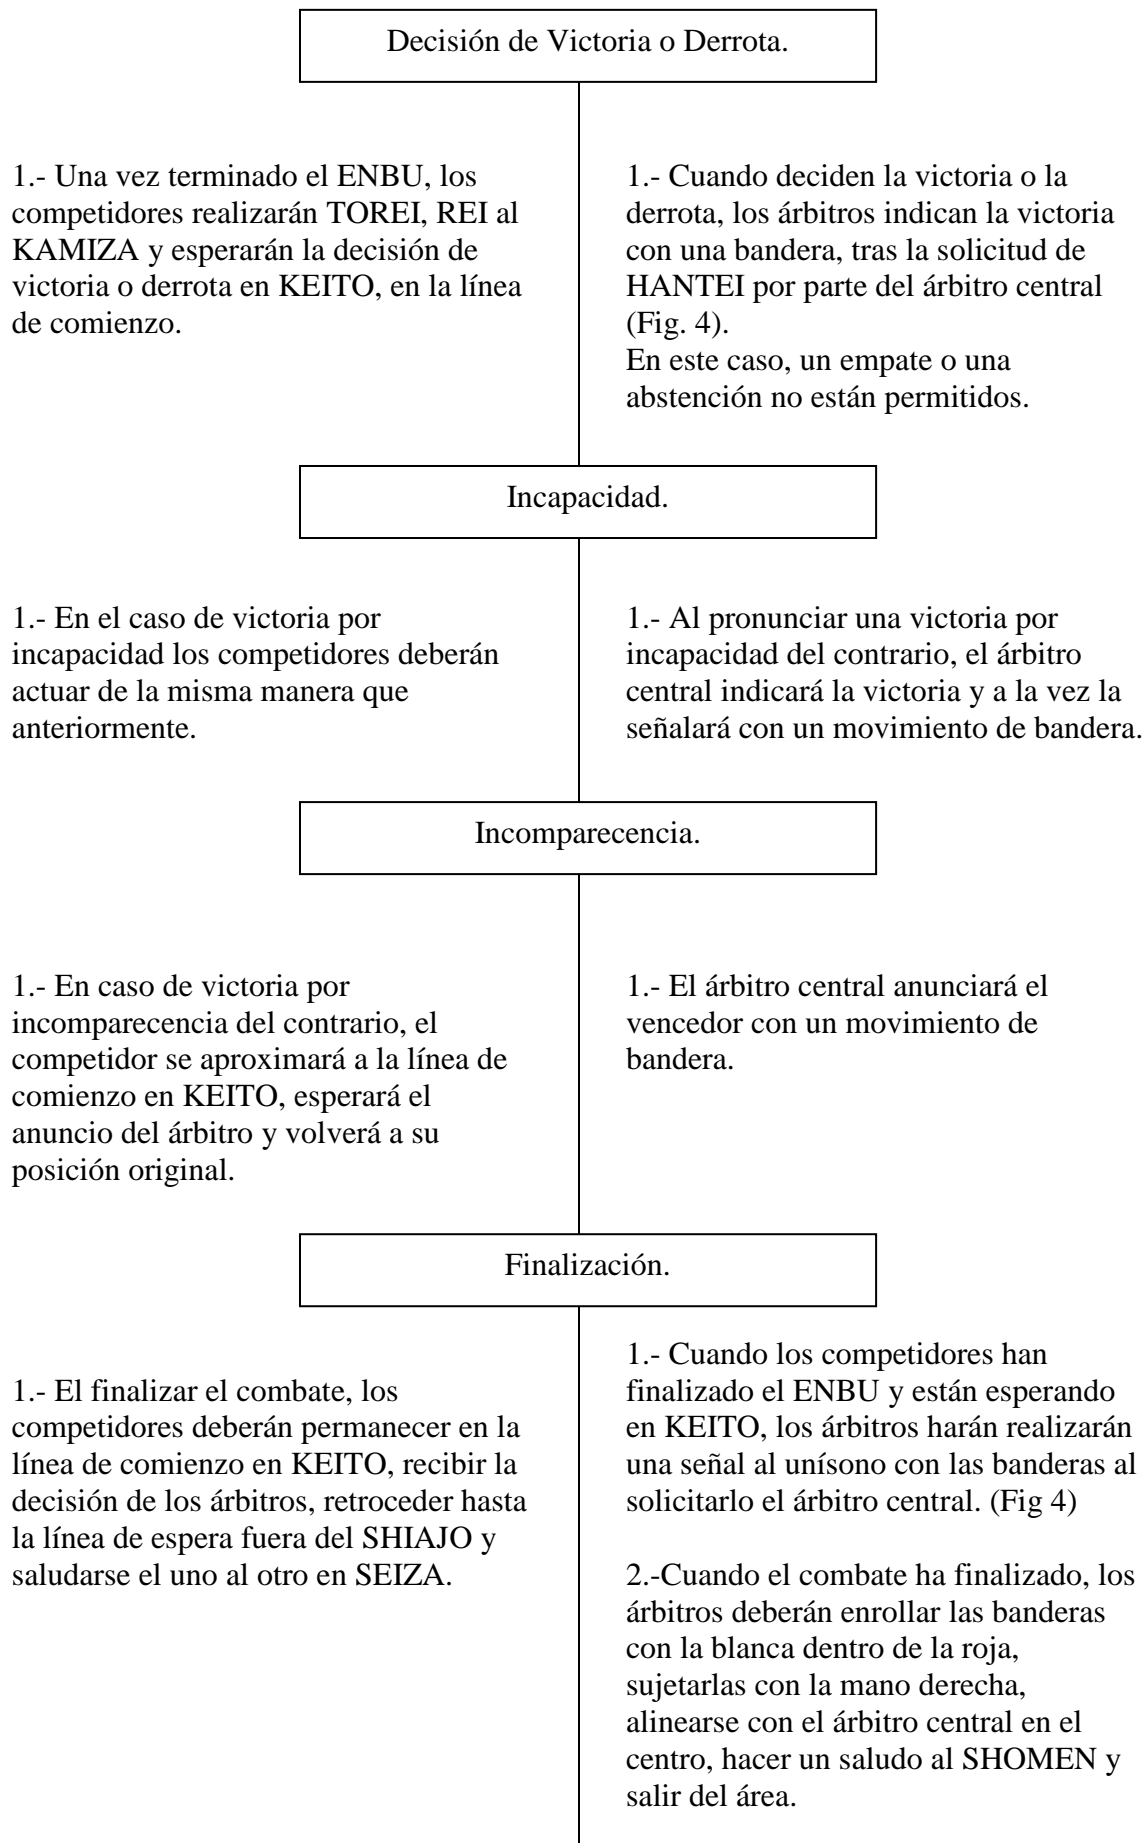 Decisión de Victoria o Derrota.
1.- Una vez terminado el ENBU, los
competidores realizarán TOREI, REI al
KAMIZA y esperarán la decisión de
victoria o derrota en KEITO, en la línea
de comienzo.
1.- Cuando deciden la victoria o la
derrota, los árbitros indican la victoria
con una bandera, tras la solicitud de
HANTEI por parte del árbitro central
(Fig. 4).
En este caso, un empate o una
abstención no están permitidos.
Incapacidad.
1.- En el caso de victoria por
incapacidad los competidores deberán
actuar de la misma manera que
anteriormente.
1.- Al pronunciar una victoria por
incapacidad del contrario, el árbitro
central indicará la victoria y a la vez la
señalará con un movimiento de bandera.
Incomparecencia.
1.- En caso de victoria por
incomparecencia del contrario, el
competidor se aproximará a la línea de
comienzo en KEITO, esperará el
anuncio del árbitro y volverá a su
posición original.
1.- El árbitro central anunciará el
vencedor con un movimiento de
bandera.
Finalización.
1.- El finalizar el combate, los
competidores deberán permanecer en la
línea de comienzo en KEITO, recibir la
decisión de los árbitros, retroceder hasta
la línea de espera fuera del SHIAJO y
saludarse el uno al otro en SEIZA.
1.- Cuando los competidores han
finalizado el ENBU y están esperando
en KEITO, los árbitros harán realizarán
una señal al unísono con las banderas al
solicitarlo el árbitro central. (Fig 4)
2.-Cuando el combate ha finalizado, los
árbitros deberán enrollar las banderas
con la blanca dentro de la roja,
sujetarlas con la mano derecha,
alinearse con el árbitro central en el
centro, hacer un saludo al SHOMEN y
salir del área.